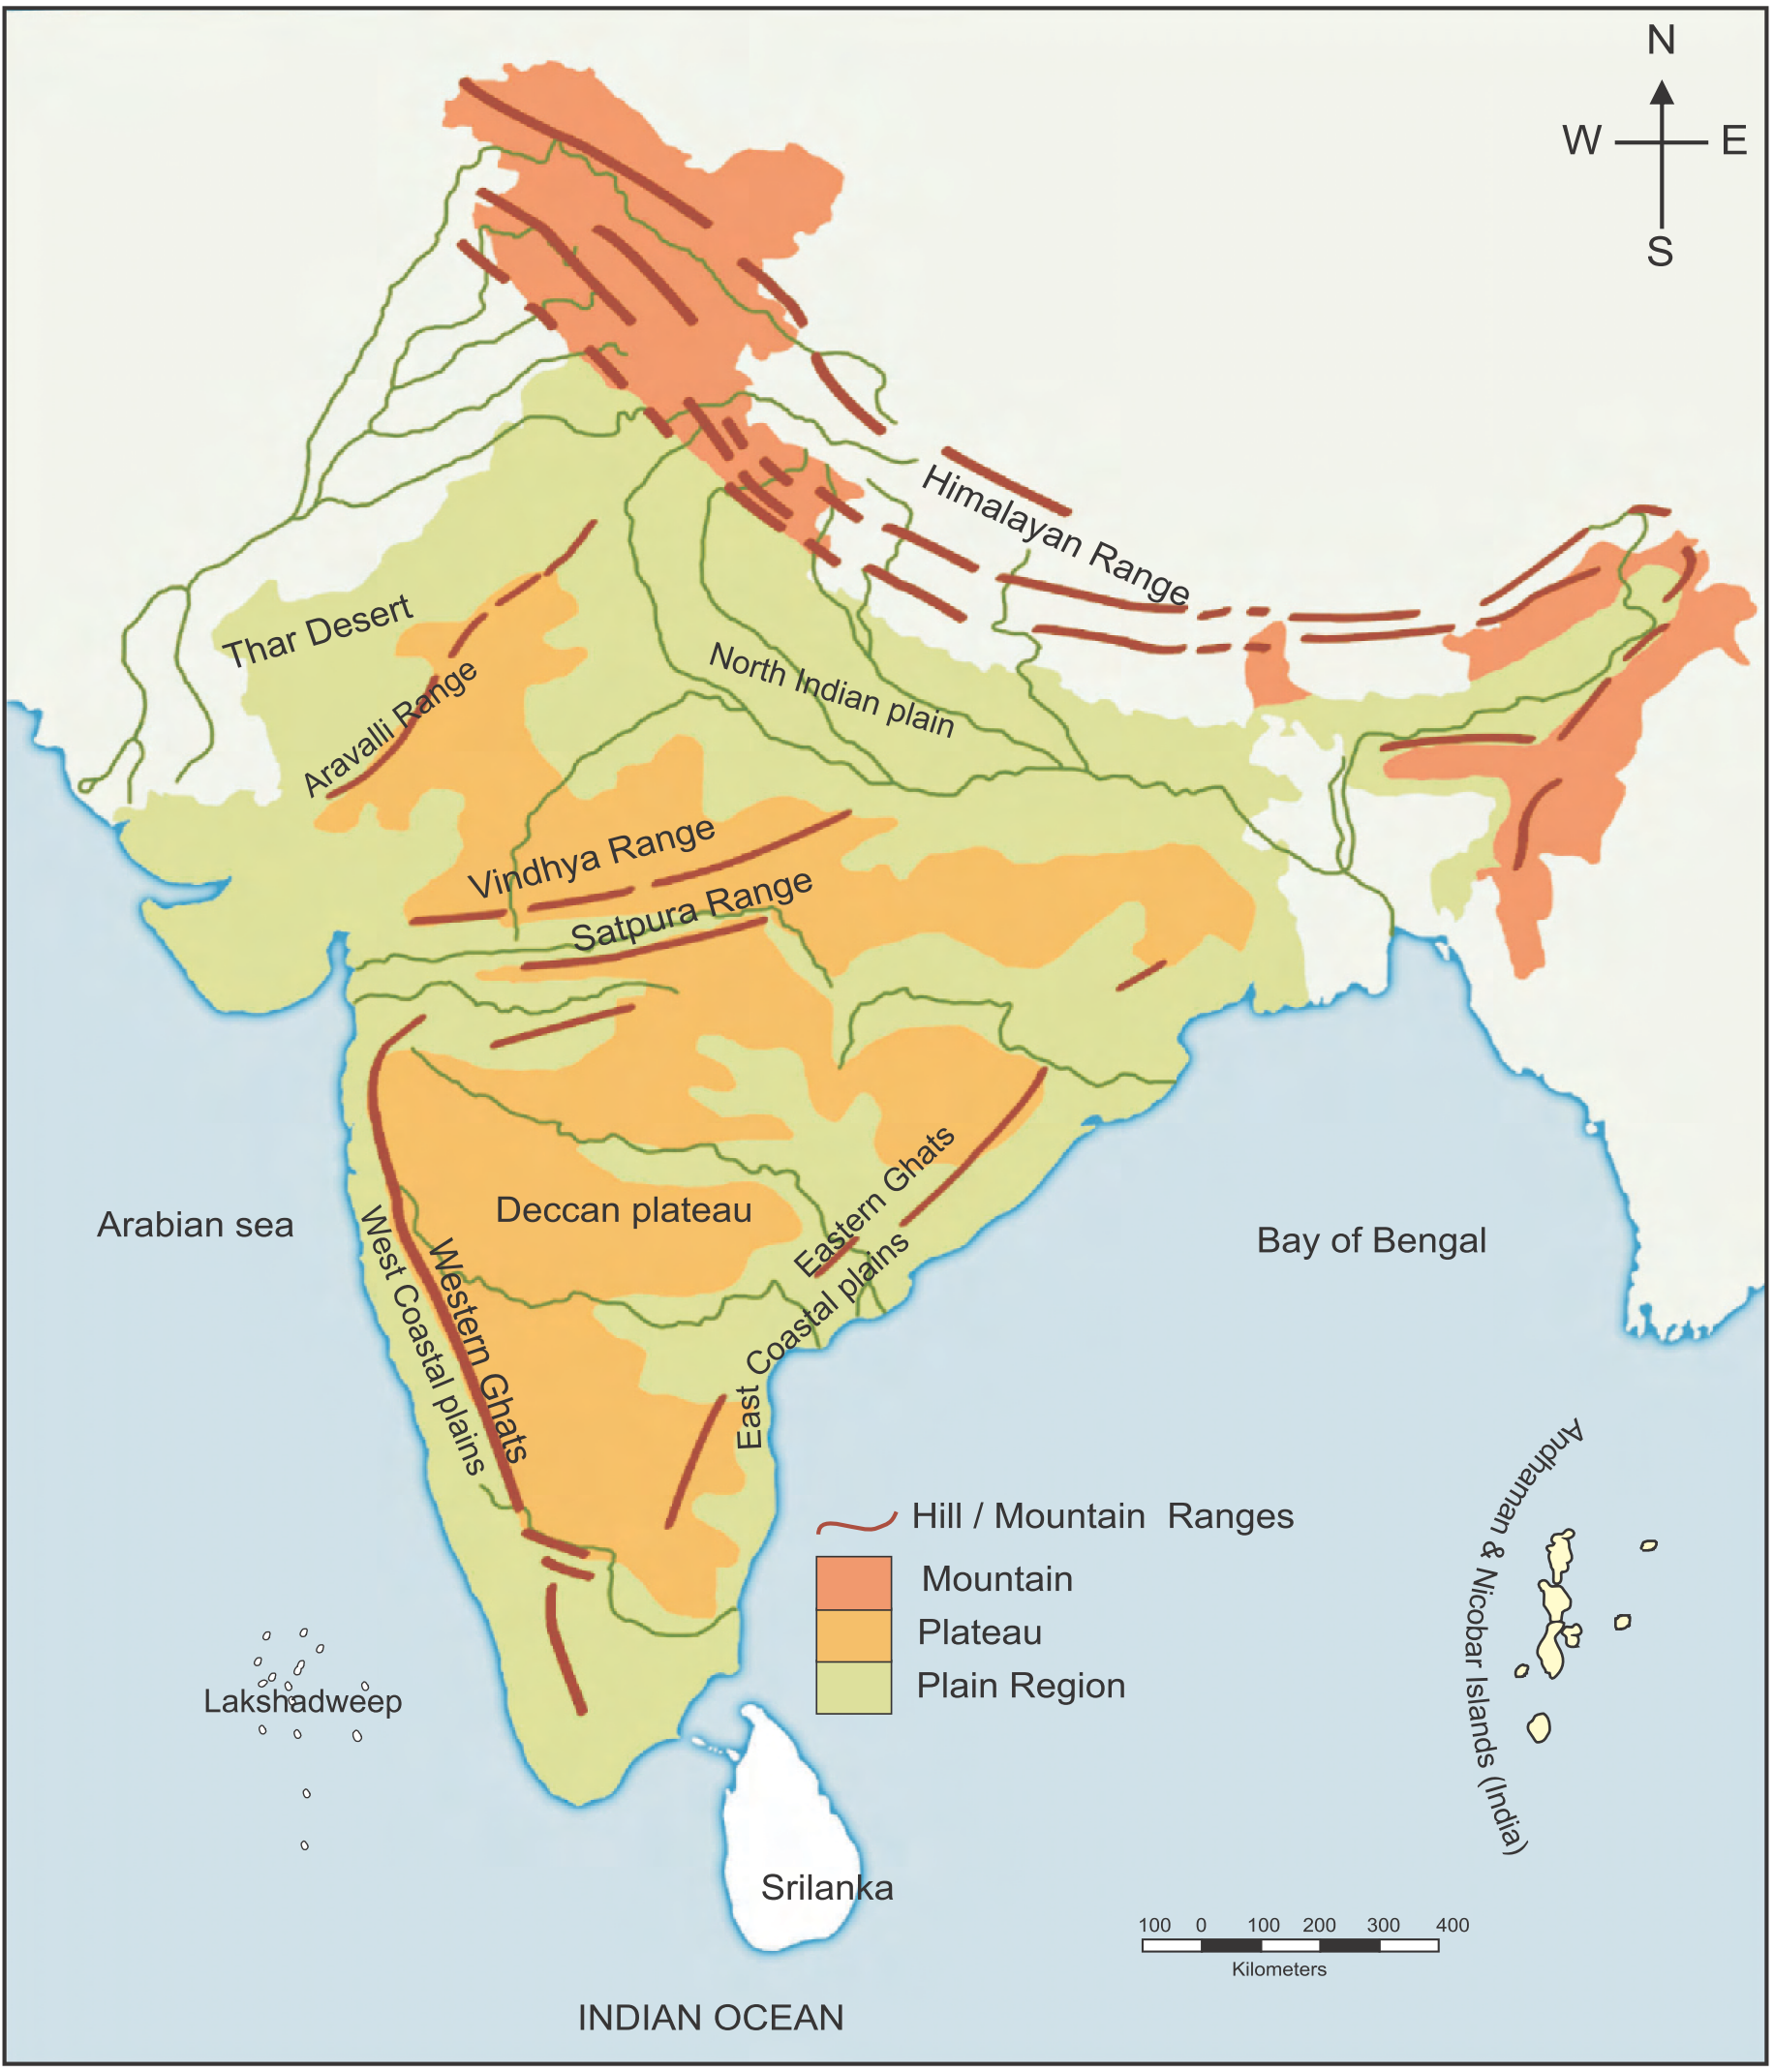 N
W
E
S
Himalayan Range
Thar Desert
Aravalli Range
North Indian plain
Vindhya Range
Satpura Range
Deccan plateau
Eastern Ghats
East Coastal plains
Western Ghats
West Coastal plains
Arabian sea
Bay of Bengal
Hill / Mountain Ranges
Mountain
Plateau
Plain Region
Andhaman & Nicobar Islands (India)
Lakshadweep
Srilanka
100 0 100 200 300 400
Kilometers
INDIAN OCEAN